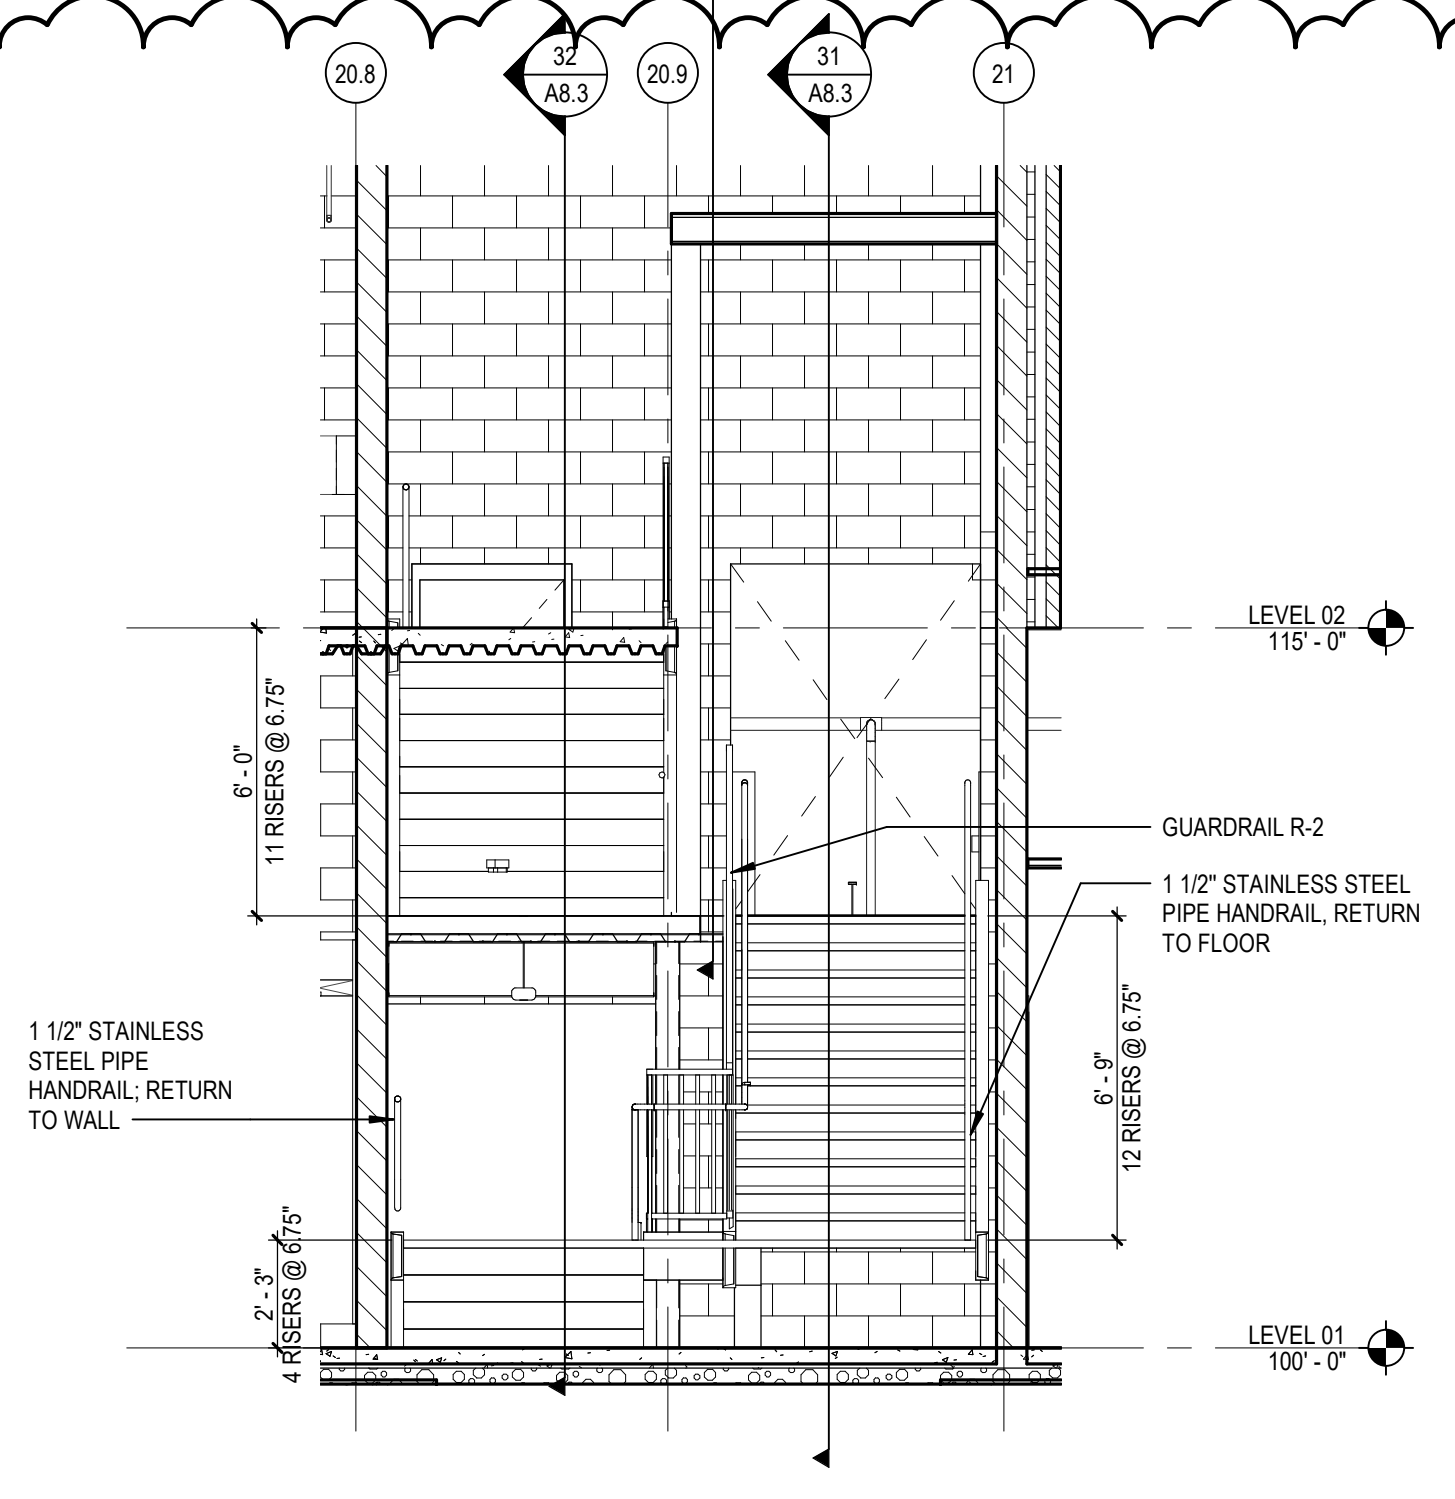 20.8
32
A8.3
20.9
31
A8.3
21
LEVEL 02
115' - 0"
6' - 0"
11 RISERS @ 6.75"
GUARDRAIL R-2
1 1/2" STAINLESS STEEL
PIPE HANDRAIL, RETURN
TO FLOOR
1 1/2" STAINLESS
STEEL PIPE
HANDRAIL; RETURN
TO WALL
6' - 9"
12 RISERS @ 6.75"
2' - 3"
4 RISERS @ 6.75"
LEVEL 01
100' - 0"